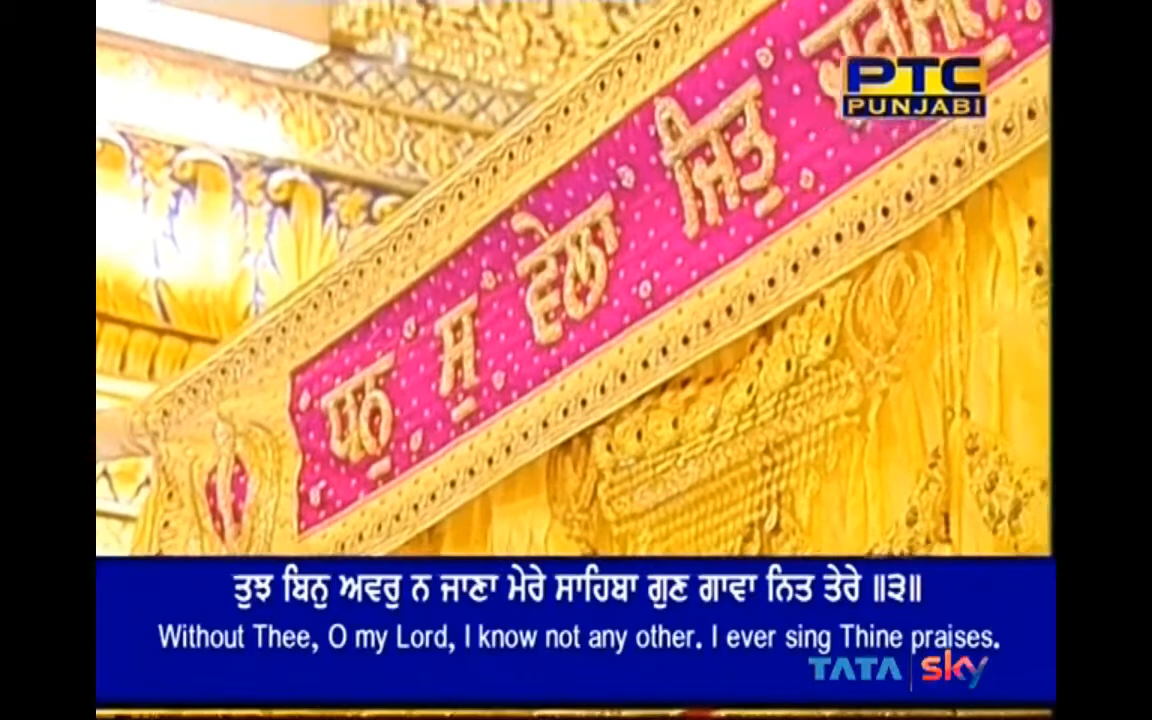 PTC
PUNJABI
ਧਨੁ ਸੁ ਵੇਲਾ ਜਿਤੁ
ਤੁਝ ਬਿਨੁ ਅਵਰੁ ਨ ਜਾਣਾ ਮੇਰੇ ਸਾਹਿਬਾ ਗੁਣ ਗਾਵਾ ਨਿਤ ਤੇਰੇ ॥੩॥
Without Thee, O my Lord, I know not any other. I ever sing Thine praises.
TATA sky